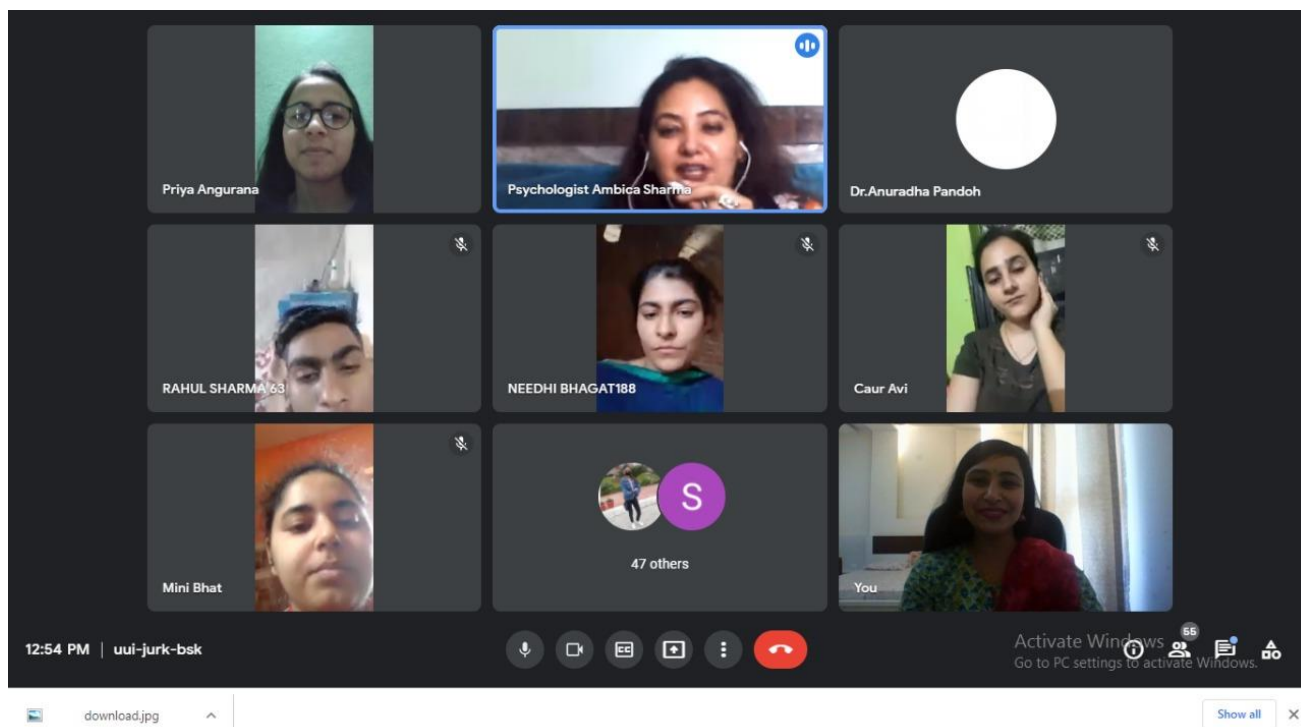 Priya Angurana
Psychologist Ambica Sharma
Dr.Anuradha Pandoh
RAHUL SHARMA 63
NEEDHI BHAGAT188
Caur Avi
Mini Bhat
S
47 others
You
12:54 PM | uui-jurk-bsk
CC
55
Activate Windows
Go to PC settings to activate Windows.
download.jpg
Show all